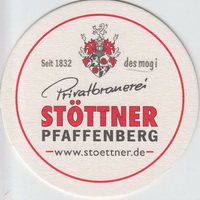 Seit 1832 des mog i
Privatbrauerei
STÖTTNER
PFAFFENBERG
www.stoettner.de